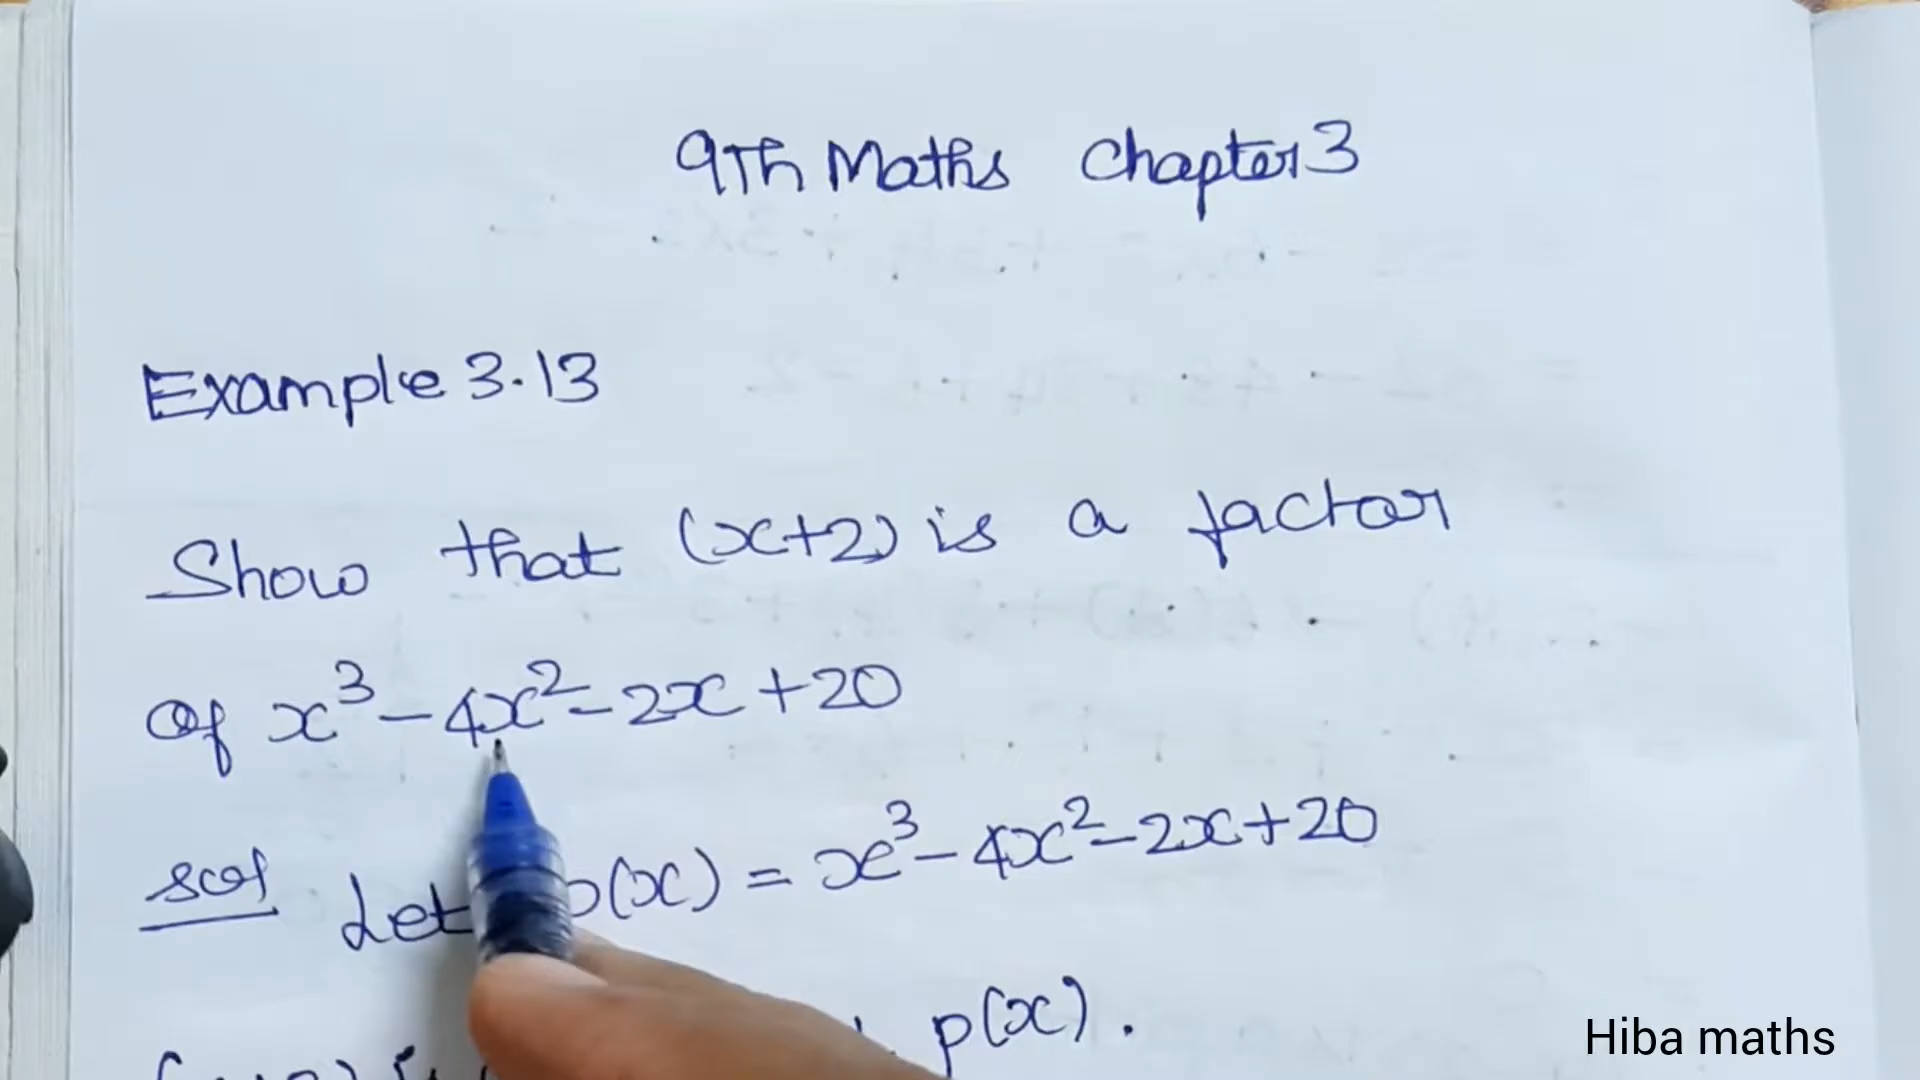 9Th Maths Chapter 3
Example 3.13
Show that (x+2) is a factor
Of x³ - 4x² - 2x + 20
sol Let p(x) = x³ - 4x² - 2x + 20
p(x).
Hiba maths